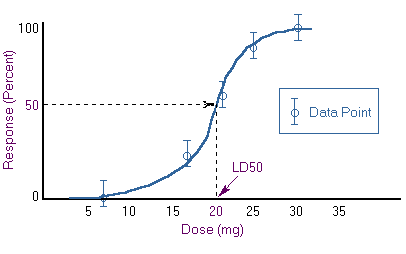 100
Response (Percent)
50
0
Data Point
LD50
5 10 15 20 25 30 35
Dose (mg)